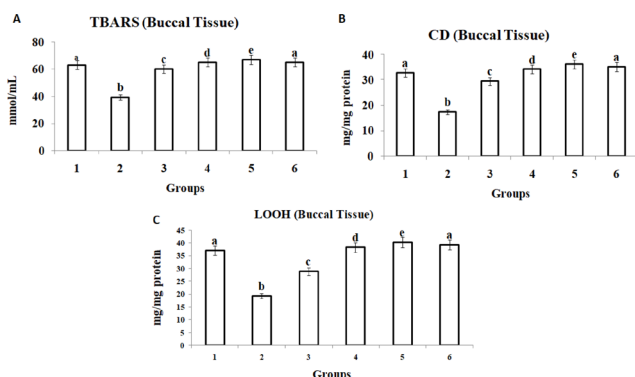 A
TBARS (Buccal Tissue)
mmol/mL
80
60
40
20
0
a
b
c
d
e
a
1 2 3 4 5 6
Groups
B
CD (Buccal Tissue)
mg/mg protein
40
30
20
10
0
a
b
c
d
e
a
1 2 3 4 5 6
Groups
C
LOOH (Buccal Tissue)
mg/mg protein
45
40
35
30
25
20
15
10
5
0
a
b
c
d
e
a
1 2 3 4 5 6
Groups